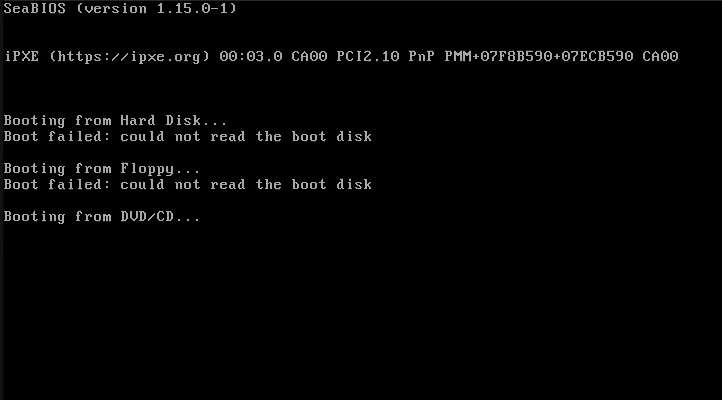 SeaBIOS (version 1.15.0-1)
iPXE (https://ipxe.org) 00:03.0 CA00 PCI2.10 PnP PMM+07F8B590+07ECB590 CA00
Booting from Hard Disk...
Boot failed: could not read the boot disk
Booting from Floppy...
Boot failed: could not read the boot disk
Booting from DVD/CD...